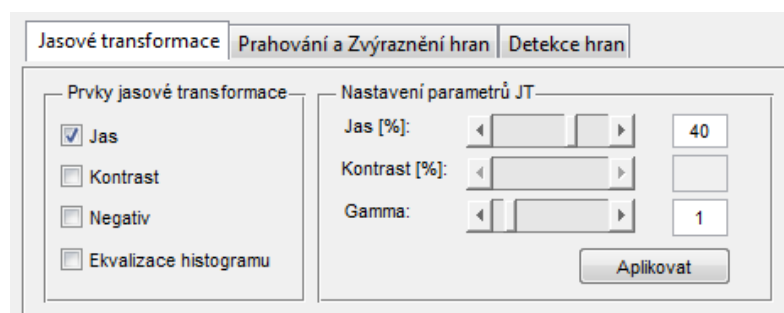 Jasové transformace Prahování a Zvýraznění hran Detekce hran
Prvky jasové transformace
Jas
Kontrast
Negativ
Ekvalizace histogramu
Nastavení parametrů JT
Jas [%]: 40
Kontrast [%]:
Gamma: 1
Aplikovat